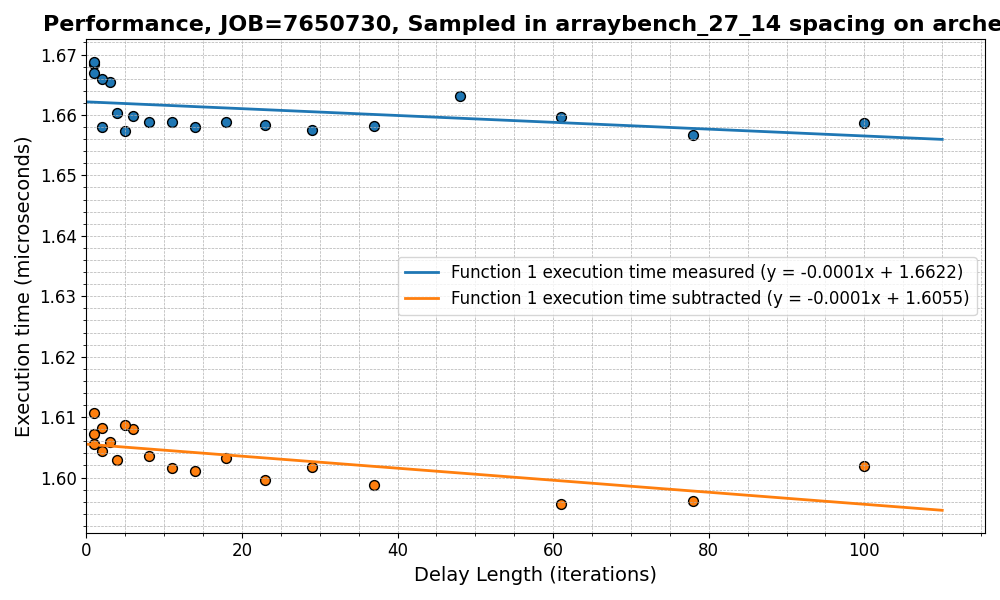 Performance, JOB=7650730, Sampled in arraybench_27_14 spacing on arche
1.67
1.66
1.65
1.64
1.63
1.62
1.61
1.60
Execution time (microseconds)
Function 1 execution time measured (y = -0.0001x + 1.6622)
Function 1 execution time subtracted (y = -0.0001x + 1.6055)
0 20 40 60 80 100
Delay Length (iterations)